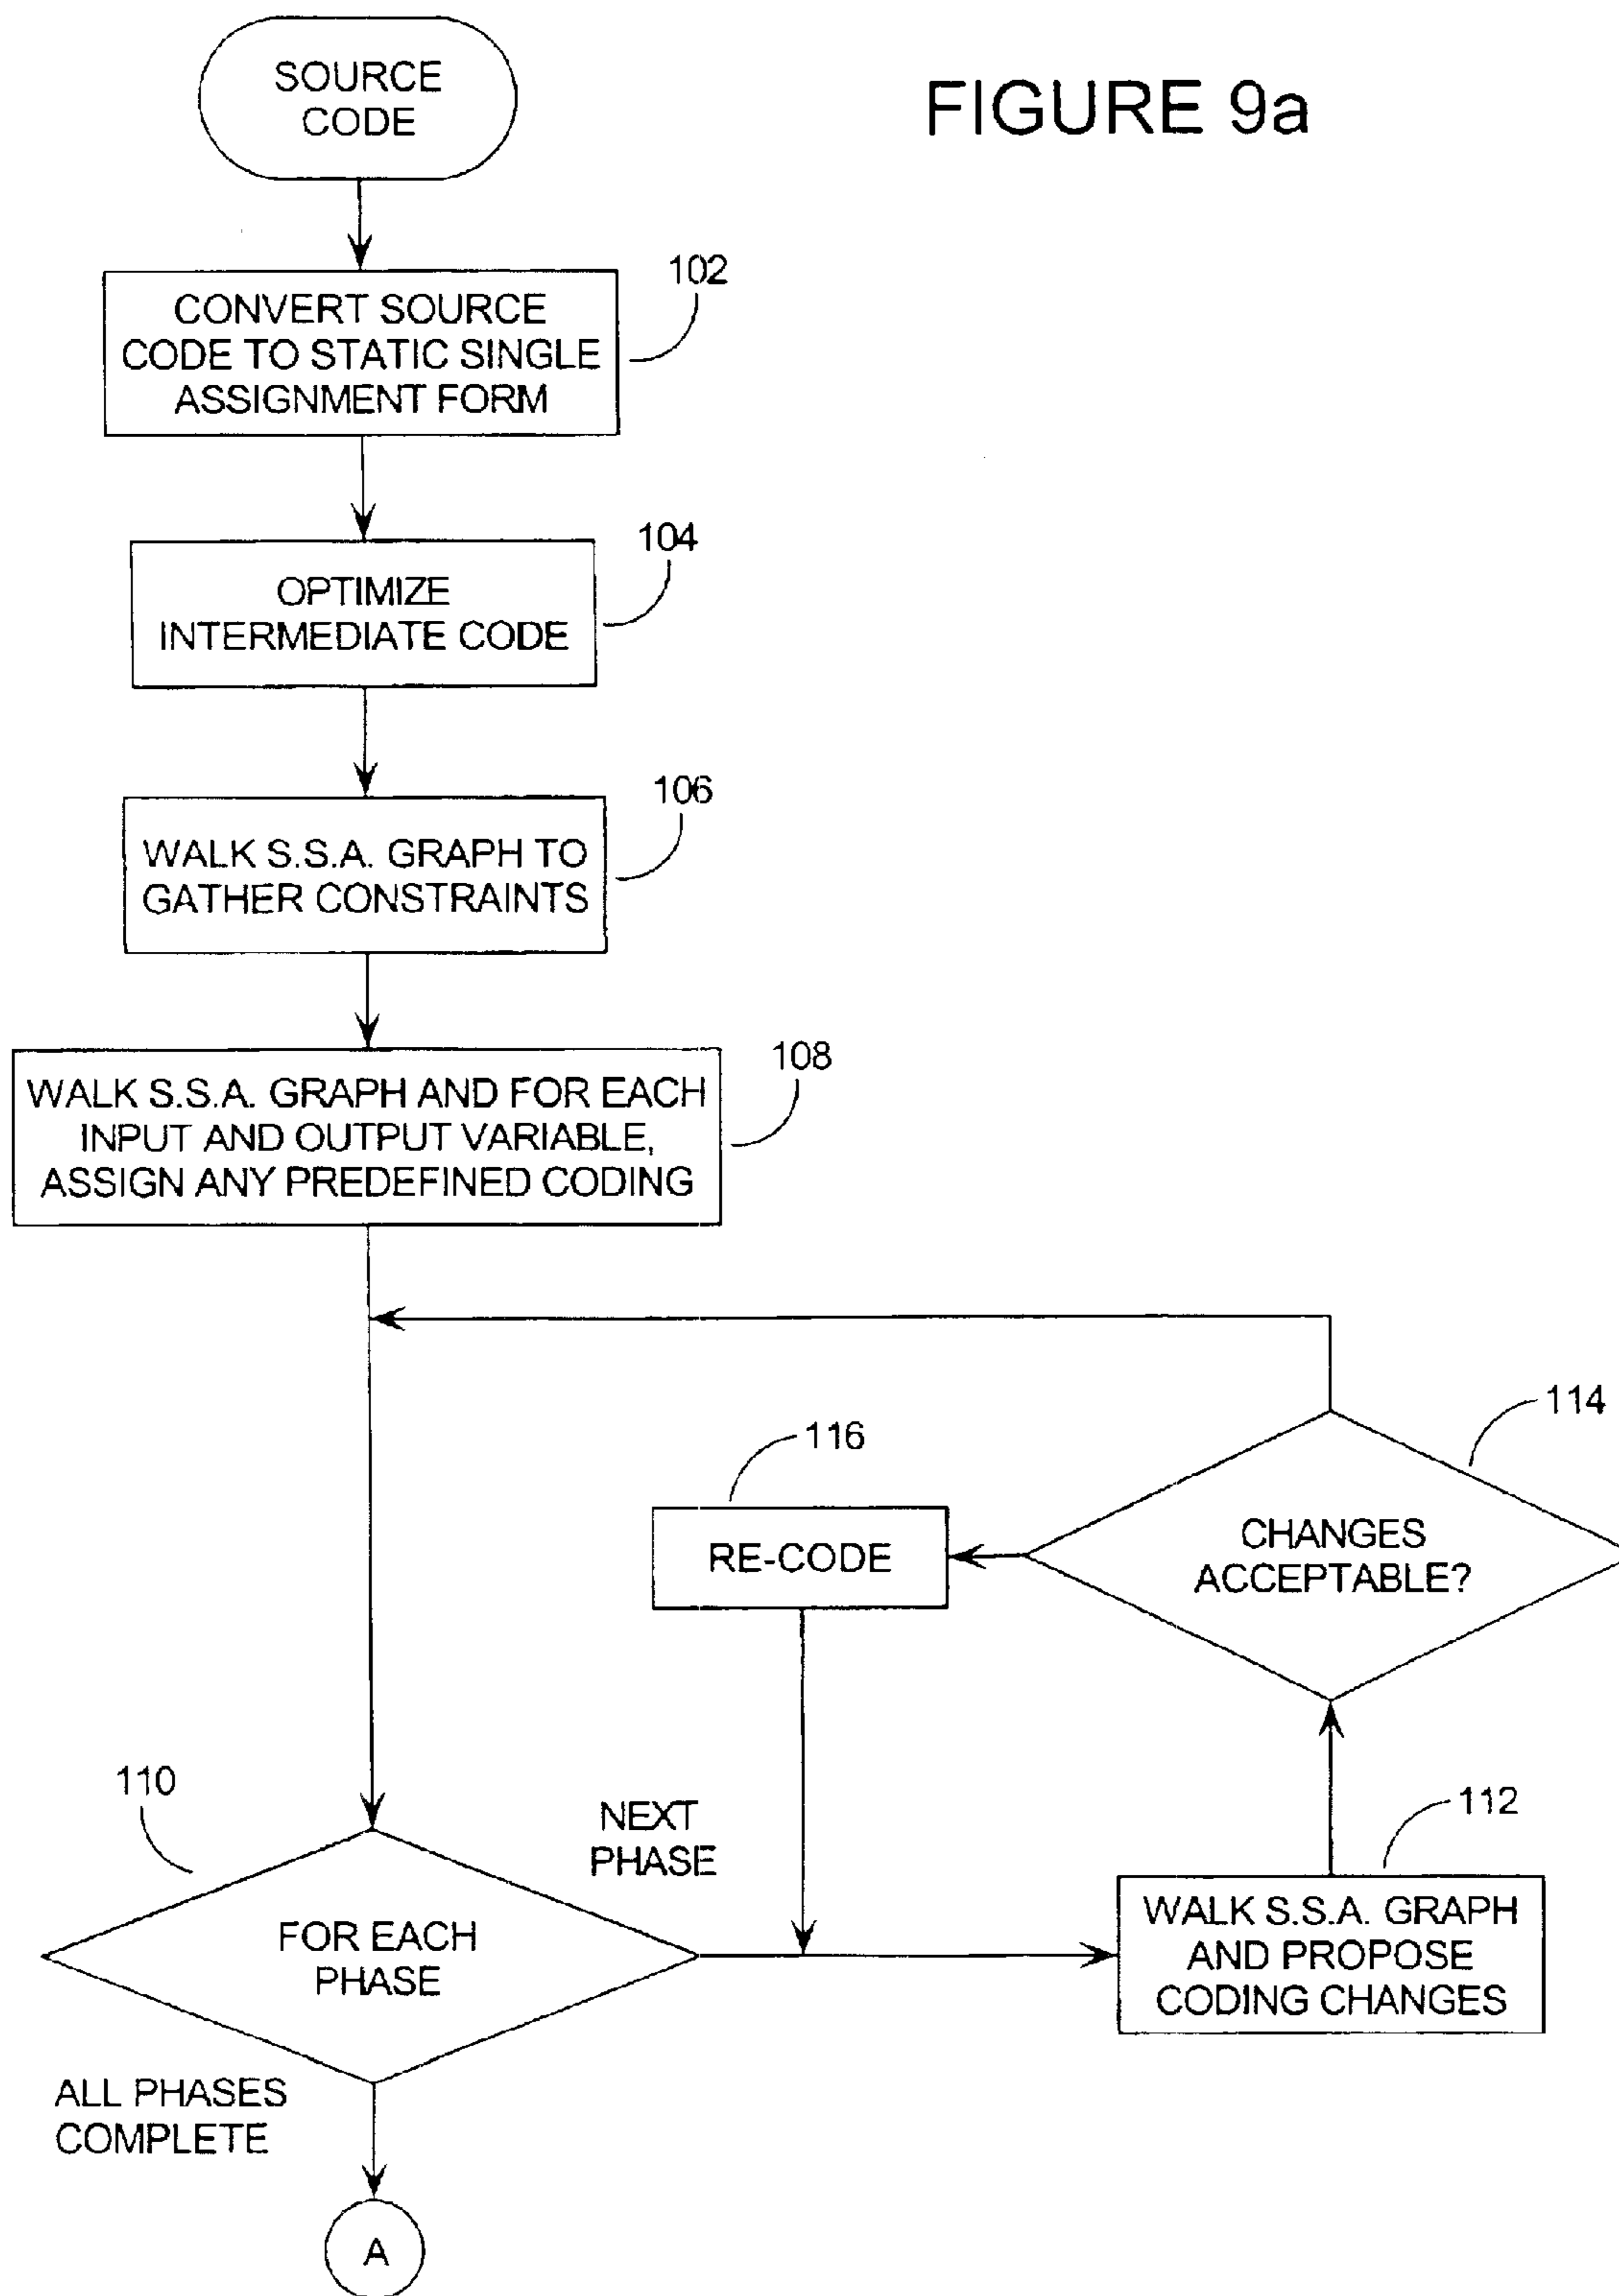 FIGURE 9a
SOURCE
CODE
102
CONVERT SOURCE
CODE TO STATIC SINGLE
ASSIGNMENT FORM
104
OPTIMIZE
INTERMEDIATE CODE
106
WALK S.S.A. GRAPH TO
GATHER CONSTRAINTS
108
WALK S.S.A. GRAPH AND FOR EACH
INPUT AND OUTPUT VARIABLE,
ASSIGN ANY PREDEFINED CODING
114
116
CHANGES
ACCEPTABLE?
RE-CODE
110
NEXT
PHASE
112
FOR EACH
PHASE
WALK S.S.A. GRAPH
AND PROPOSE
CODING CHANGES
ALL PHASES
COMPLETE
A